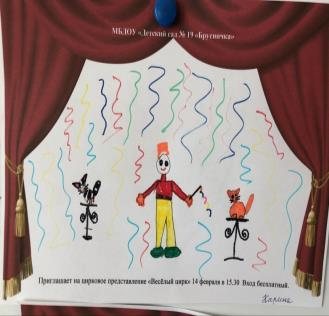 МБДОУ «Детский сад № 19 «Брусничка»
Приглашает на цирковое представление «Весёлый цирк» 14 февраля в 15.30 Вход бесплатный.
Карина